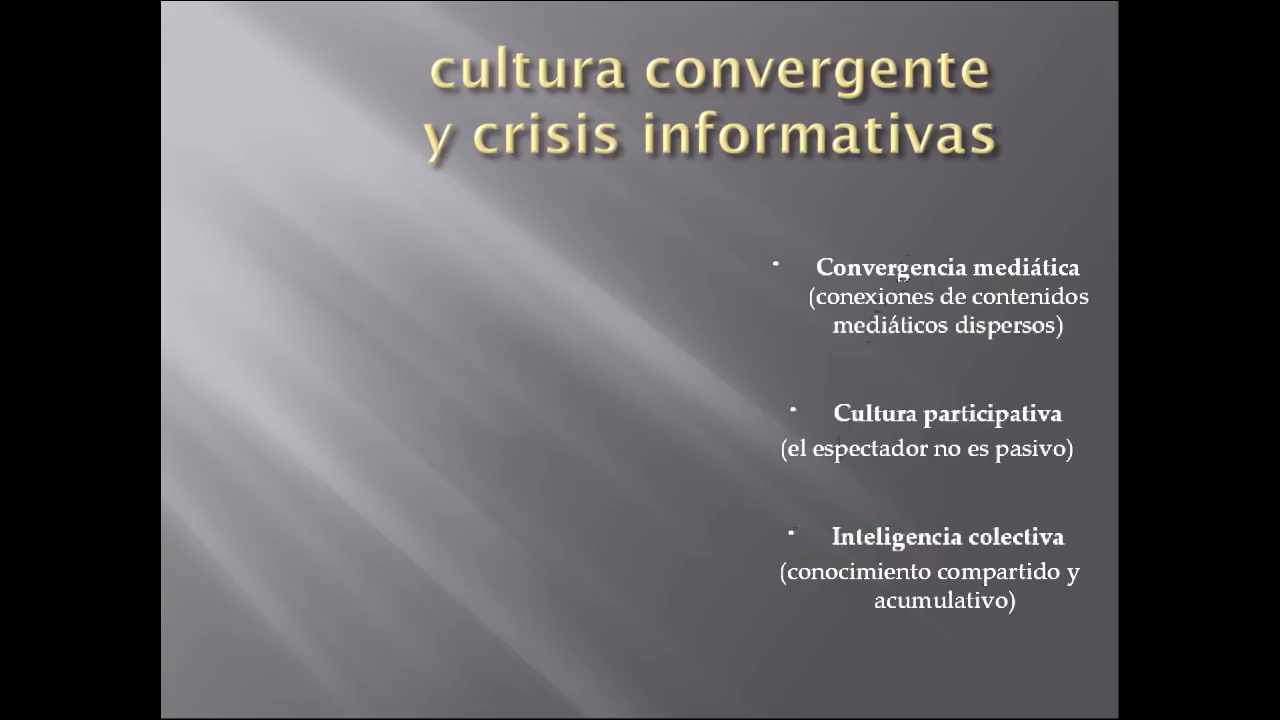 cultura convergente
y crisis informativas
• Convergencia mediática
(conexiones de contenidos
mediáticos dispersos)
• Cultura participativa
(el espectador no es pasivo)
• Inteligencia colectiva
(conocimiento compartido y
acumulativo)